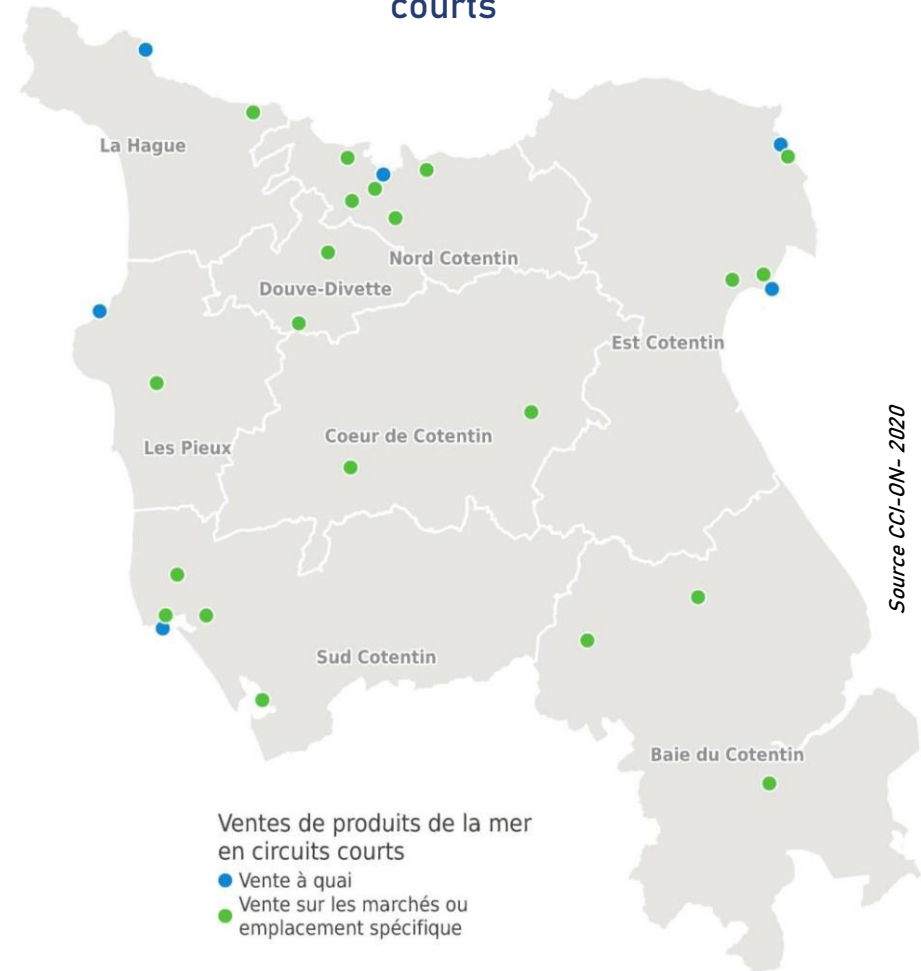 courts
La Hague
Nord Cotentin
Douve-Divette
Est Cotentin
Coeur de Cotentin
Les Pieux
Source CCI-ON- 2020
Sud Cotentin
Baie du Cotentin
Ventes de produits de la mer
en circuits courts
Vente à quai
Vente sur les marchés ou
emplacement spécifique